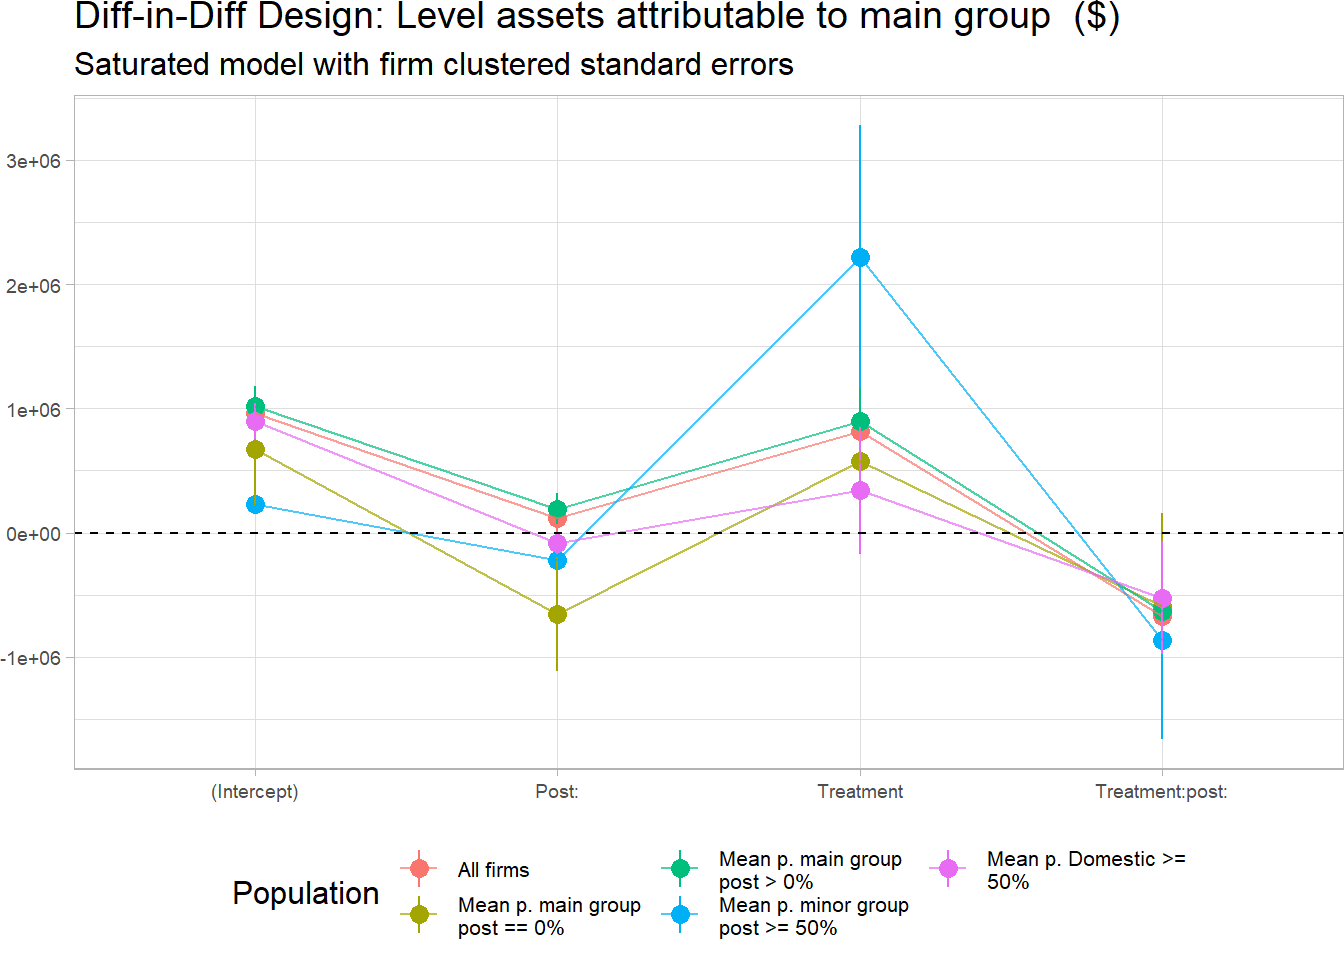 Diff-in-Diff Design: Level assets attributable to main group  ($)
Saturated model with firm clustered standard errors
3e+06
2e+06
1e+06
0e+00
-1e+06
(Intercept)
Post:
Treatment
Treatment:post:
Population
All firms
Mean p. main group
post == 0%
Mean p. main group
post > 0%
Mean p. minor group
post >= 50%
Mean p. Domestic >=
50%